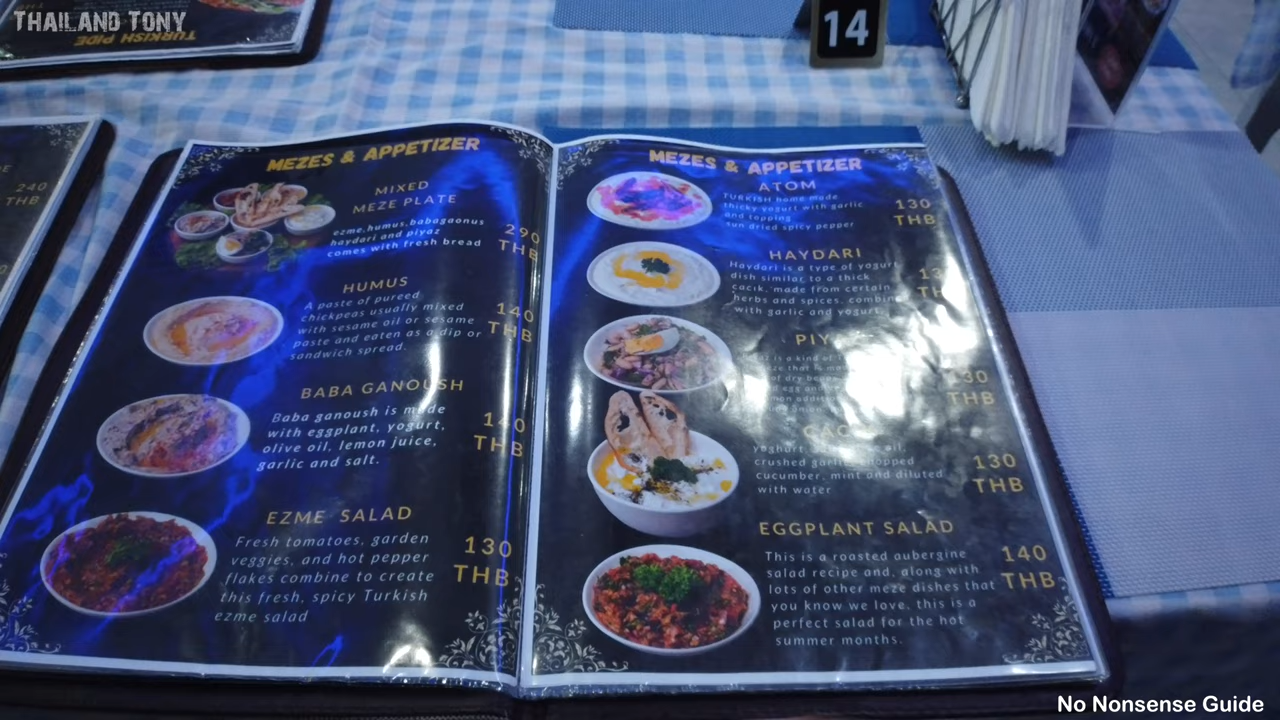 THAILAND TONY
TURKISH PIDE
14
240
THB
MEZES & APPETIZER
MIXED
MEZE PLATE
ezme,humus,babagaonus
haydari and piyaz
comes with fresh bread
290
THB
HUMUS
A paste of pureed
chickpeas usually mixed
with sesame oil or sesame
paste and eaten as a dip or
sandwich spread.
140
THB
BABA GANOUSH
Baba ganoush is made
with eggplant, yogurt,
olive oil, lemon juice,
garlic and salt.
140
THB
EZME SALAD
Fresh tomatoes, garden
veggies, and hot pepper
flakes combine to create
this fresh, spicy Turkish
ezme salad
130
THB
MEZES & APPETIZER
ATOM
TURKISH home made
thicky yogurt with garlic
and topping
sun dried spicy pepper
130
THB
HAYDARI
Haydari is a type of yogurt
dish similar to a thick
cacık, made from certain
herbs and spices, combine
with garlic and yogurt.
is a kind of
of dry beans
130
THB
oil,
crushed garlic, chopped
cucumber, mint and diluted
with water
130
THB
EGGPLANT SALAD
This is a roasted aubergine
salad recipe and, along with
lots of other meze dishes that
you know we love, this is a
perfect salad for the hot
summer months.
140
THB
No Nonsense Guide